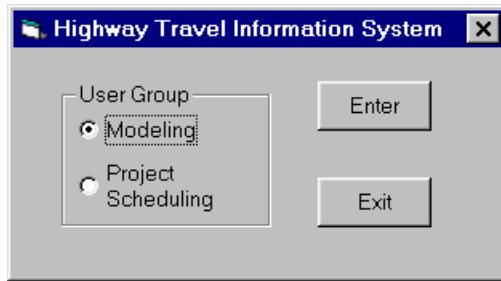 Highway Travel Information System
User Group
Modeling
Project
Scheduling
Enter
Exit